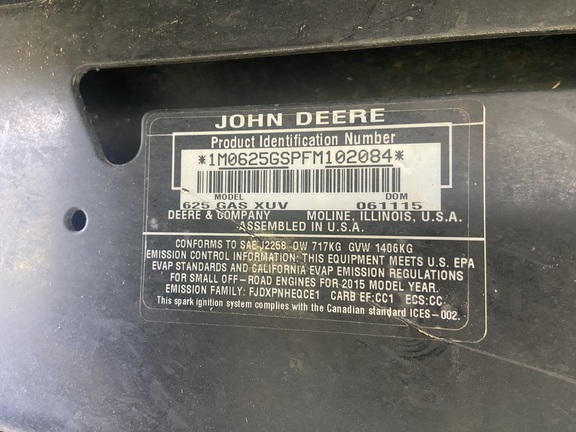 JOHN DEERE
Product Identification Number
*1M0625GSPFM102084*
MODEL DOM
625 GAS XUV 061115
DEERE & COMPANY MOLINE, ILLINOIS, U.S.A.
ASSEMBLED IN U.S.A.
CONFORMS TO SAE J2258 OW 717KG GVW 1406KG
EMISSION CONTROL INFORMATION: THIS EQUIPMENT MEETS U.S. EPA
EVAP STANDARDS AND CALIFORNIA EVAP EMISSION REGULATIONS
FOR SMALL OFF-ROAD ENGINES FOR 2015 MODEL YEAR.
EMISSION FAMILY: FJDXPNHEQCE1 CARB EF:CC1 ECS:CC
This spark ignition system complies with the Canadian standard ICES-002.